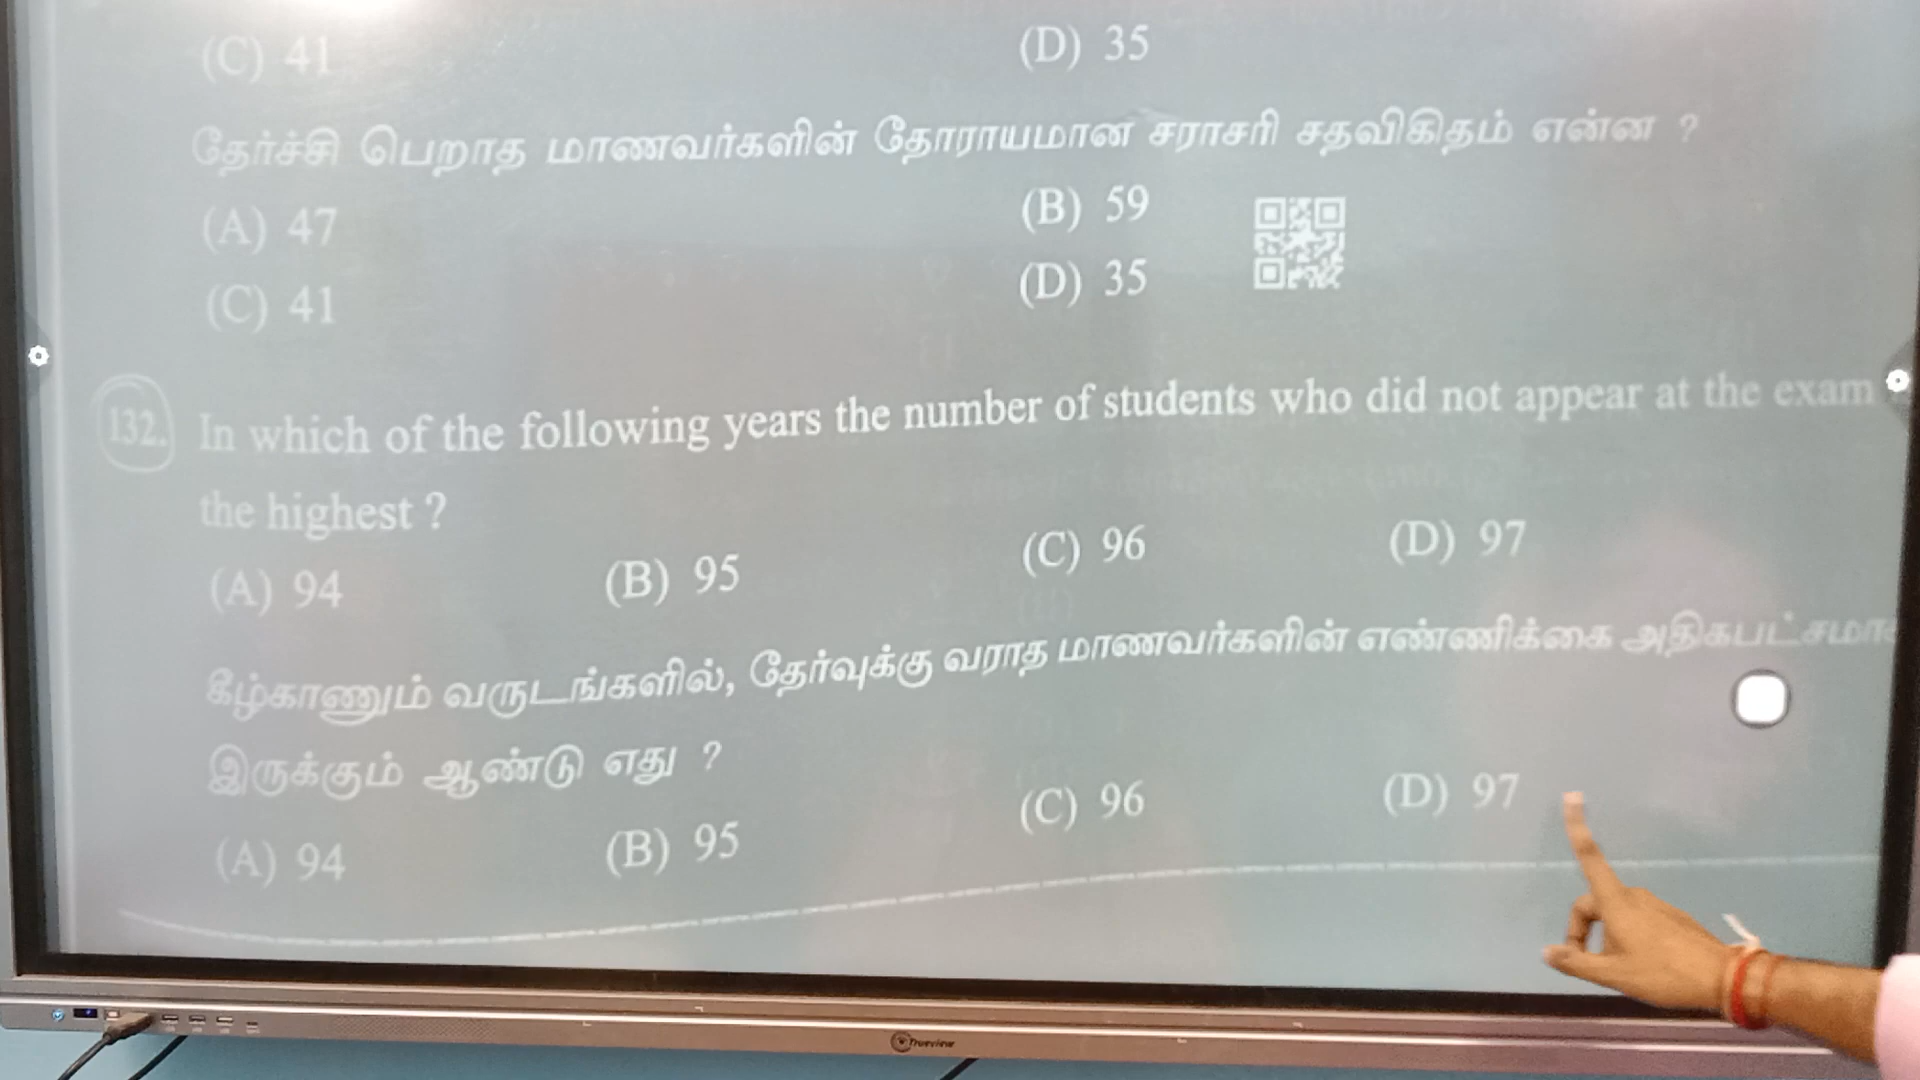 (C) 41 (D) 35
தேர்ச்சி பெறாத மாணவர்களின் தோராயமான சராசரி சதவிகிதம் என்ன ?
(A) 47 (B) 59
(C) 41 (D) 35
132. In which of the following years the number of students who did not appear at the exam
the highest ?
(A) 94 (B) 95 (C) 96 (D) 97
கீழ்காணும் வருடங்களில், தேர்வுக்கு வராத மாணவர்களின் எண்ணிக்கை அதிகபட்சமா
இருக்கும் ஆண்டு எது ?
(A) 94 (B) 95 (C) 96 (D) 97
Trueview